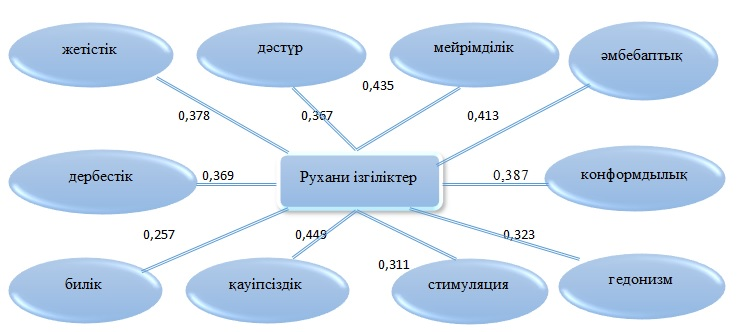 жетістік
дәстүр
мейрімділік
әмбебаптық
0,435
0,378
0,367
0,413
дербестік
0,369
Рухани ізгіліктер
0,387
конформдылық
0,257
0,449
0,323
0,311
билік
қауіпсіздік
стимуляция
гедонизм